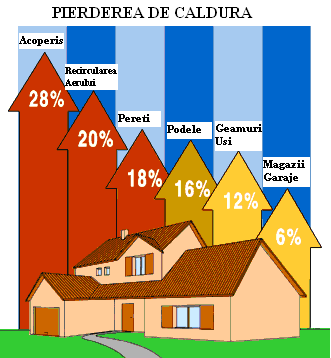 PIERDEREA DE CALDURA
Acoperis
28%
Recircularea
Aerului
20%
Pereti
18%
Podele
16%
Geamuri
Usi
12%
Magazii
Garaje
6%